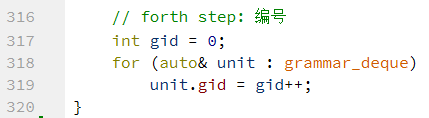 316 // forth step: 编号
317 int gid = 0;
318 for (auto& unit : grammar_deque)
319 unit.gid = gid++;
320 }